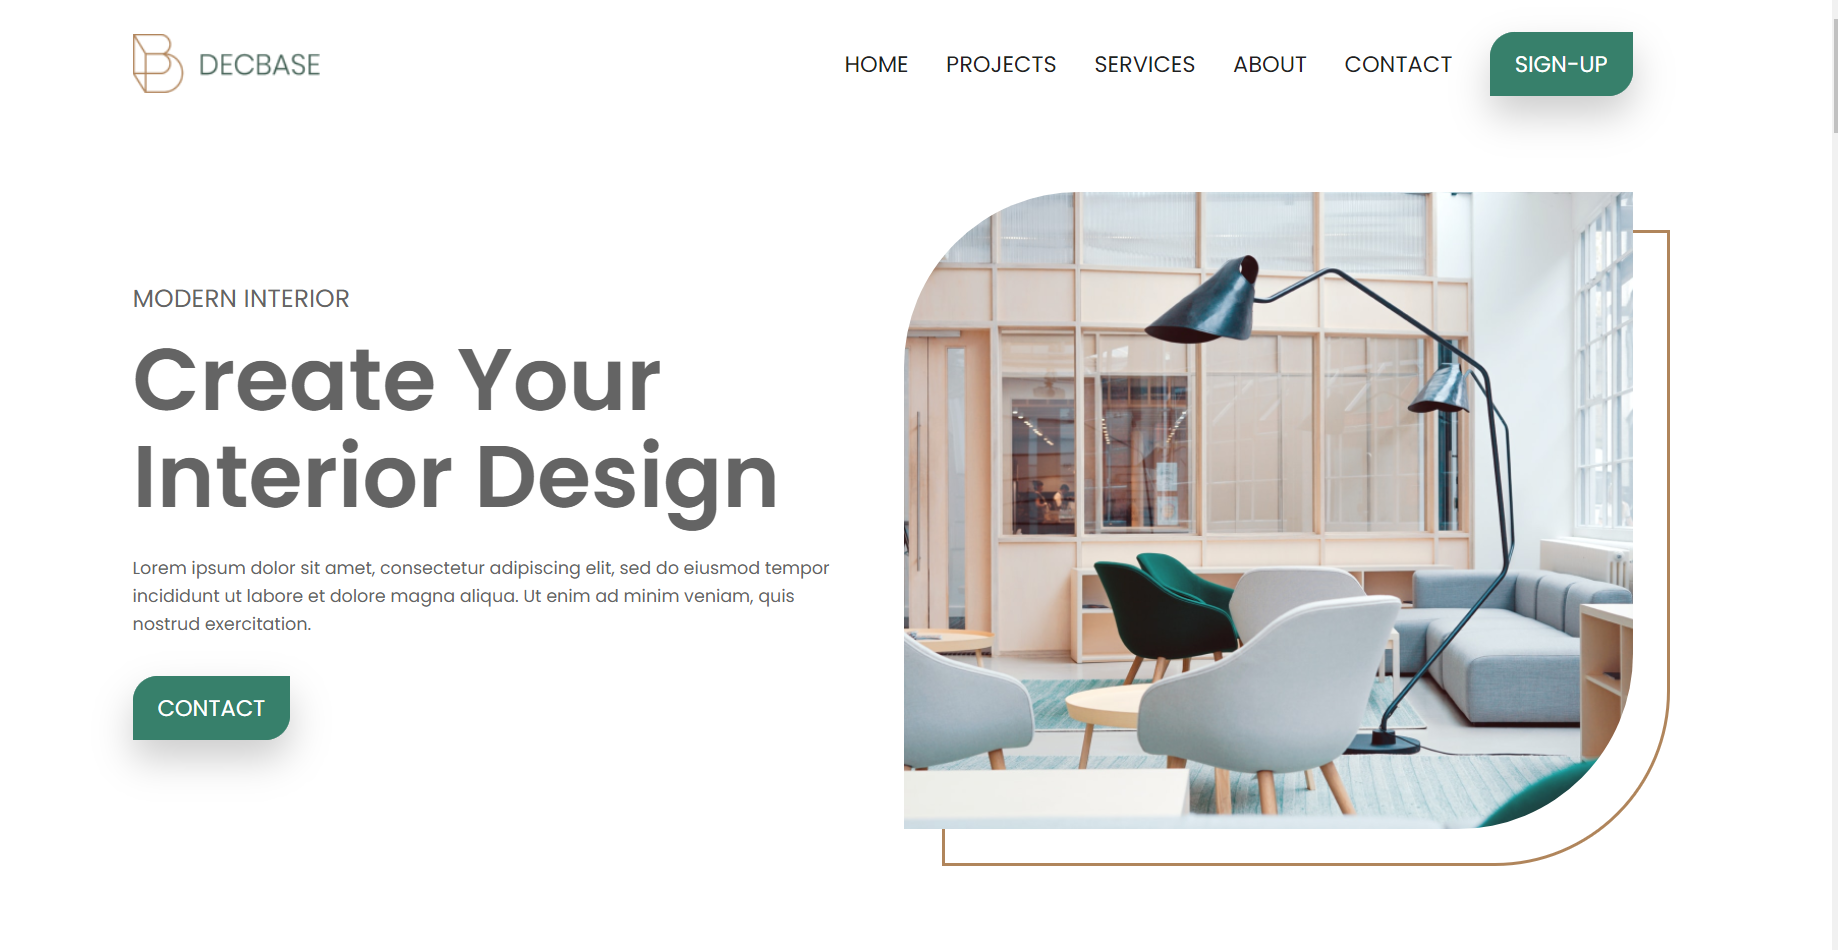 DECBASE
HOME PROJECTS SERVICES ABOUT CONTACT SIGN-UP
MODERN INTERIOR
Create Your
Interior Design
Lorem ipsum dolor sit amet, consectetur adipiscing elit, sed do eiusmod tempor
incididunt ut labore et dolore magna aliqua. Ut enim ad minim veniam, quis
nostrud exercitation.
CONTACT